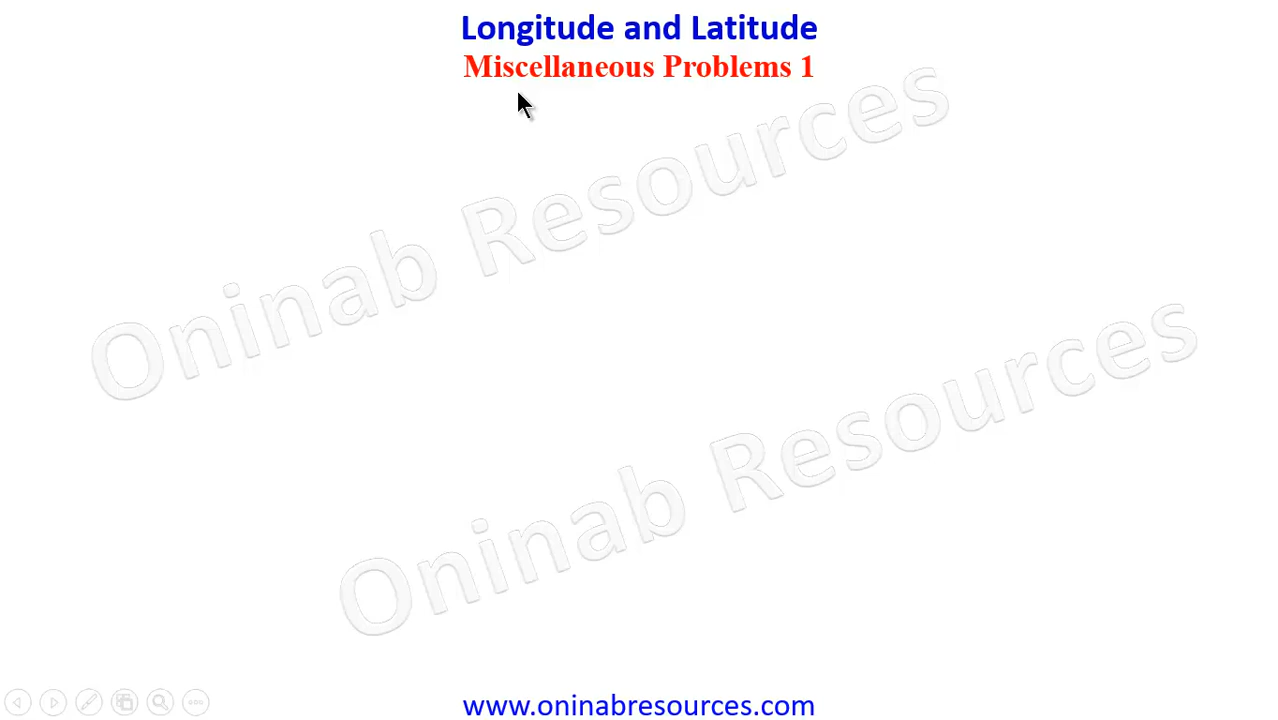 Longitude and Latitude
Miscellaneous Problems 1
Oninab Resources
Oninab Resources
www.oninabresources.com